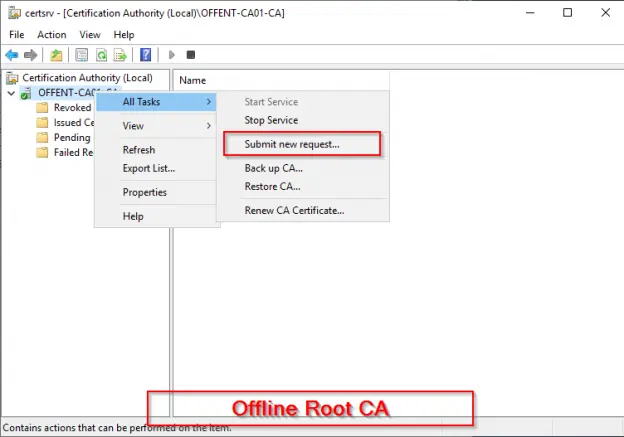 certsrv - [Certification Authority (Local)\OFFENT-CA01-CA]
File Action View Help
Certification Authority (Local)
OFFENT-CA01-CA
Revoked
Issued Ce
Pending
Failed Re
Name
All Tasks
View
Refresh
Export List...
Properties
Help
Start Service
Stop Service
Submit new request...
Back up CA...
Restore CA...
Renew CA Certificate...
Offline Root CA
Contains actions that can be performed on the item.